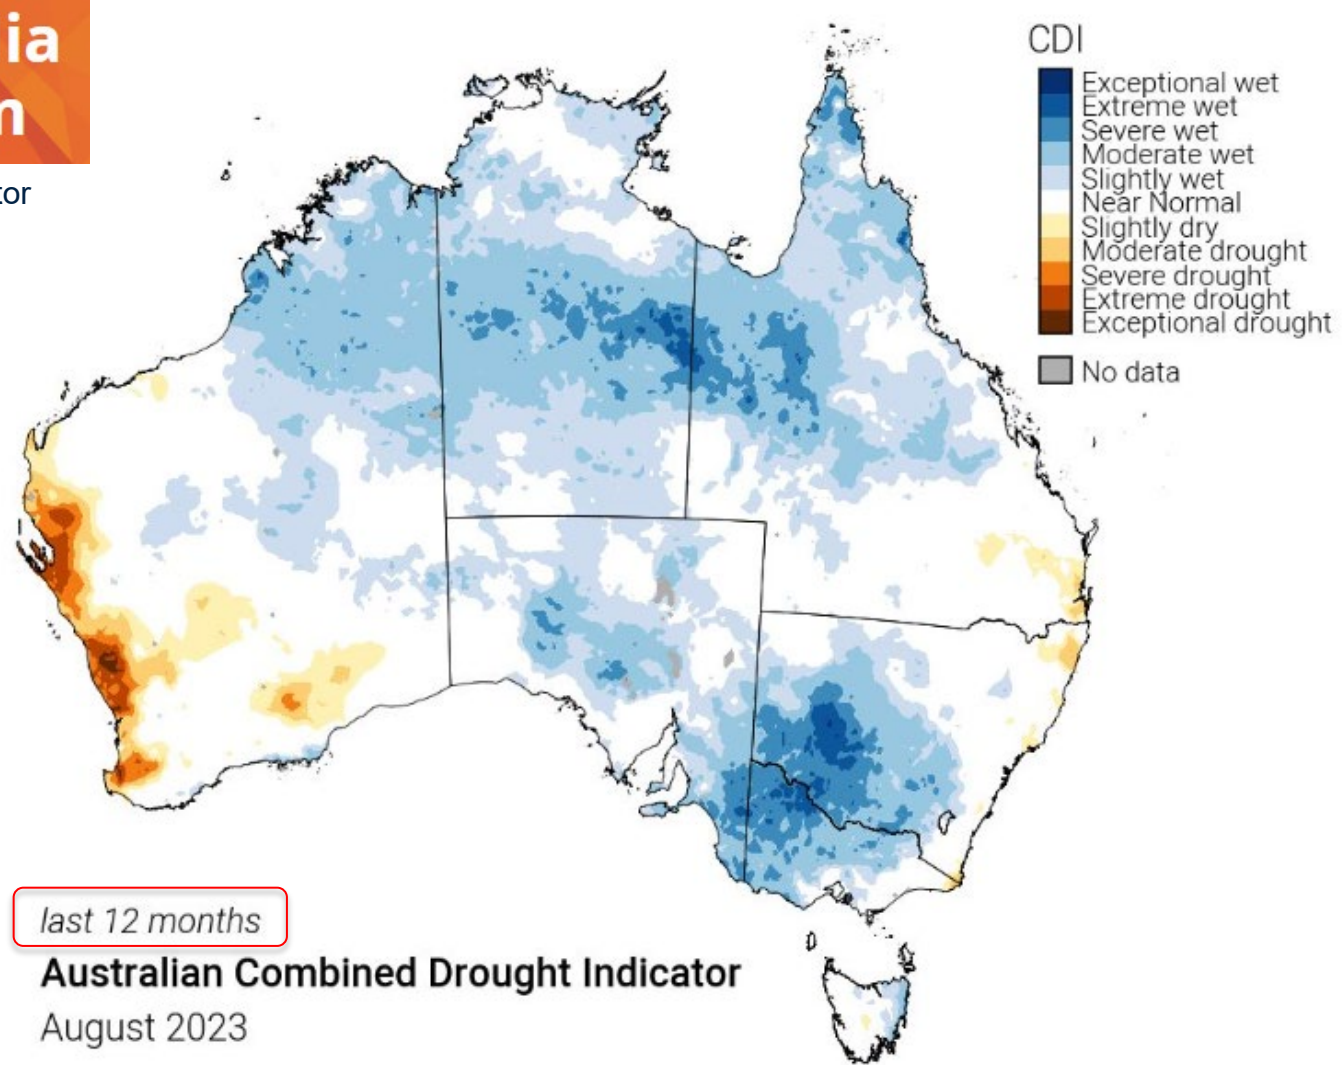 ia
m
tor
CDI
Exceptional wet
Extreme wet
Severe wet
Moderate wet
Slightly wet
Near Normal
Slightly dry
Moderate drought
Severe drought
Extreme drought
Exceptional drought
No data
last 12 months
Australian Combined Drought Indicator
August 2023